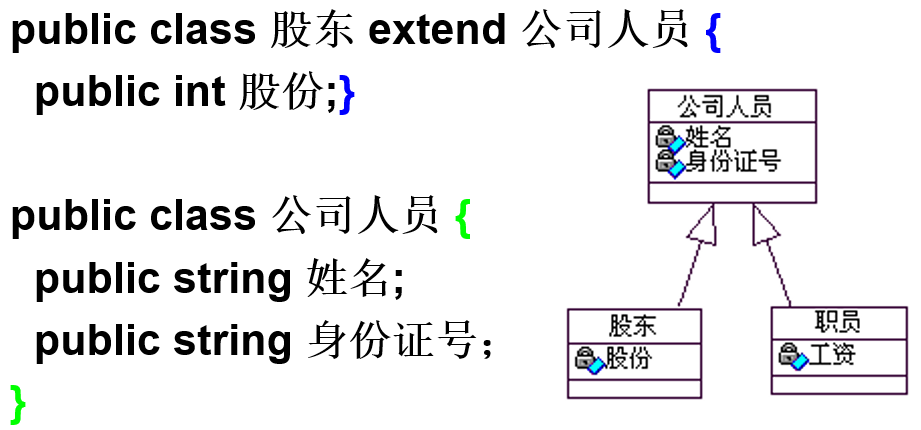 public class 股东 extend 公司人员 {
public int 股份;}
public class 公司人员 {
public string 姓名;
public string 身份证号；
}
公司人员
姓名
身份证号
股东
股份
职员
工资